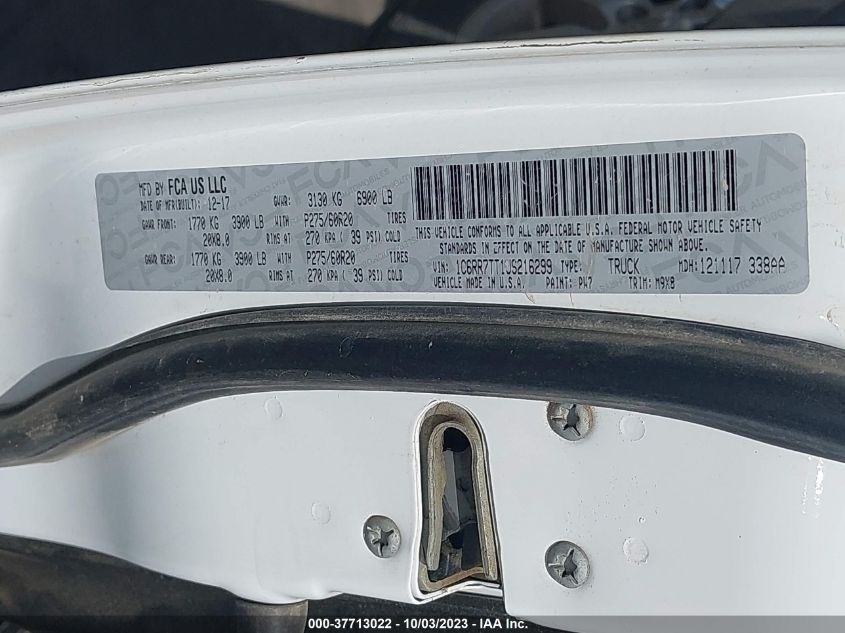 MFD BY FCA US LLC
DATE OF MFR(BUILT): 12-17 GVWR: 3130 KG 6900 LB
GAWR FRONT: 1770 KG 3900 LB WITH P275/60R20 TIRES
20X8.0 RIMS AT 270 KPA ( 39 PSI) COLD
GAWR REAR: 1770 KG 3900 LB WITH P275/60R20 TIRES
20X8.0 RIMS AT 270 KPA ( 39 PSI) COLD
THIS VEHICLE CONFORMS TO ALL APPLICABLE U.S.A. FEDERAL MOTOR VEHICLE SAFETY
STANDARDS IN EFFECT ON THE DATE OF MANUFACTURE SHOWN ABOVE.
VIN: 1C6RR7TT1JS216299 TYPE: TRUCK MDH: 121117 338AA
VEHICLE MADE IN U.S.A. PAINT: PW7 TRIM: M9X8
000-37713022 - 10/03/2023 - IAA Inc.